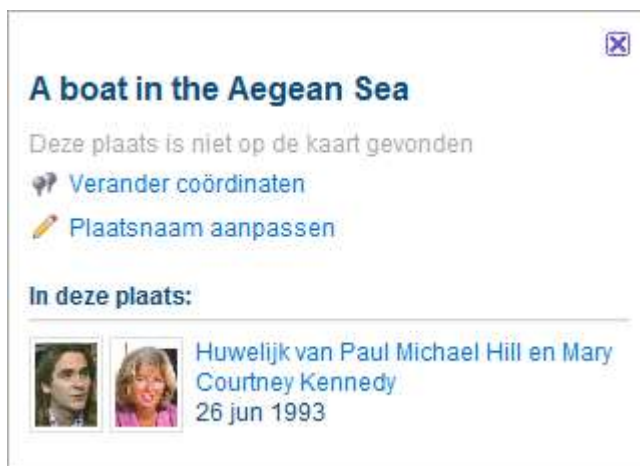 A boat in the Aegean Sea
Deze plaats is niet op de kaart gevonden
Verander coördinaten
Plaatsnaam aanpassen
In deze plaats:
Huwelijk van Paul Michael Hill en Mary
Courtney Kennedy
26 jun 1993